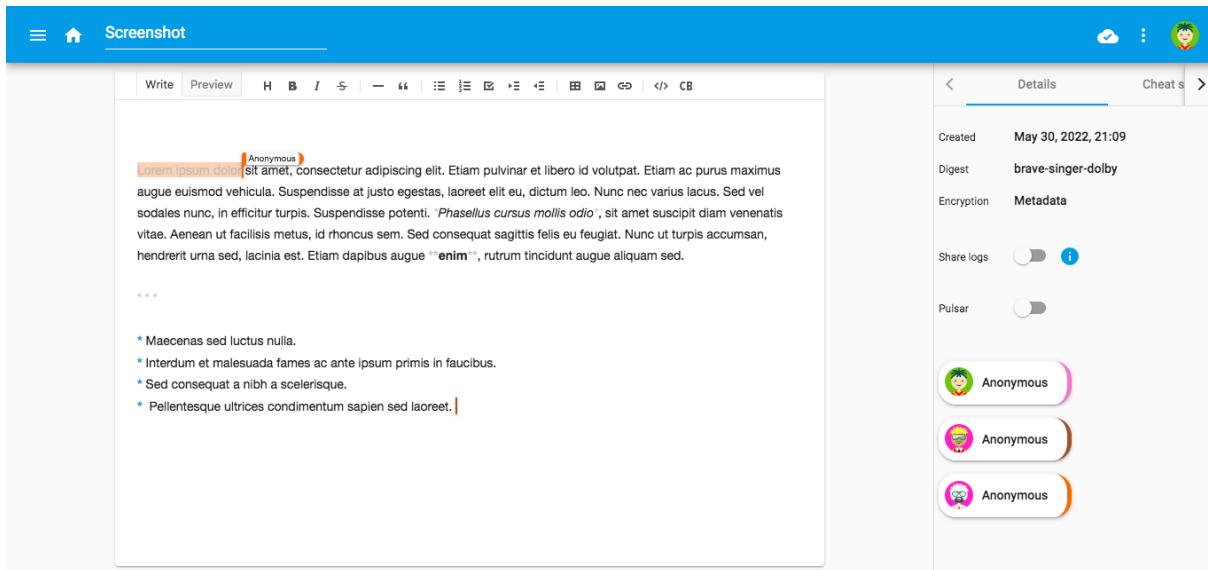 Screenshot
Write Preview H B I S — “ </> CB
Details Cheat s
Created May 30, 2022, 21:09
Digest brave-singer-dolby
Encryption Metadata
Share logs
Pulsar
Anonymous
Anonymous
Anonymous
Anonymous
Lorem ipsum dolor sit amet, consectetur adipiscing elit. Etiam pulvinar et libero id volutpat. Etiam ac purus maximus
augue euismod vehicula. Suspendisse at justo egestas, laoreet elit eu, dictum leo. Nunc nec varius lacus. Sed vel
sodales nunc, in efficitur turpis. Suspendisse potenti. *Phasellus cursus mollis odio*, sit amet suscipit diam venenatis
vitae. Aenean ut facilisis metus, id rhoncus sem. Sed consequat sagittis felis eu feugiat. Nunc ut turpis accumsan,
hendrerit urna sed, lacinia est. Etiam dapibus augue **enim**, rutrum tincidunt augue aliquam sed.
* * *
* Maecenas sed luctus nulla.
* Interdum et malesuada fames ac ante ipsum primis in faucibus.
* Sed consequat a nibh a scelerisque.
* Pellentesque ultrices condimentum sapien sed laoreet.